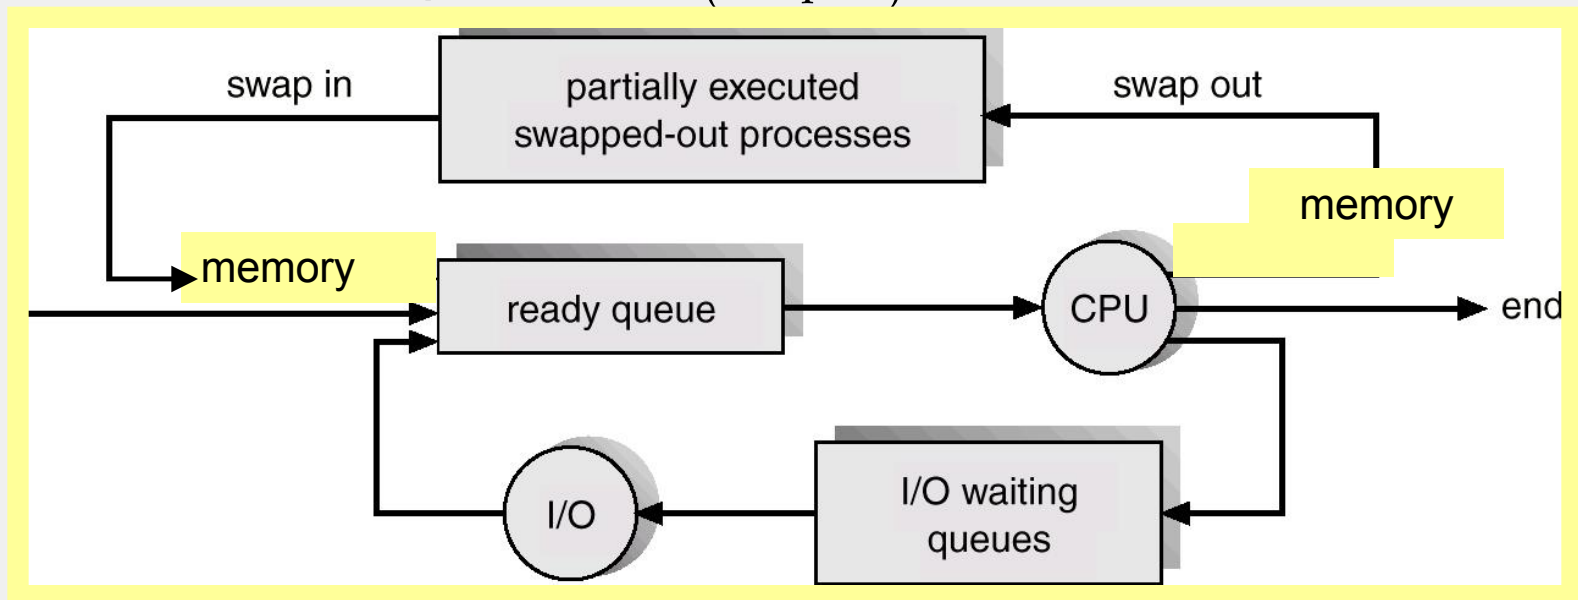 swap in
partially executed
swapped-out processes
swap out
memory
memory
ready queue
CPU
end
I/O
I/O waiting
queues